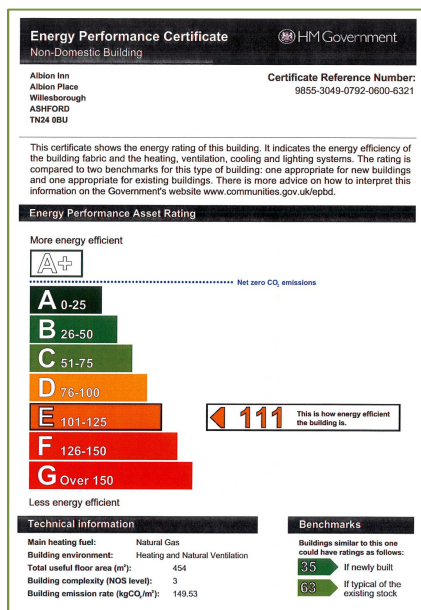 Energy Performance Certificate
HM Government
Non-Domestic Building
Albion Inn
Albion Place
Willesborough
ASHFORD
TN24 0BU
Certificate Reference Number:
9855-3049-0792-0600-6321
This certificate shows the energy rating of this building. It indicates the energy efficiency of
the building fabric and the heating, ventilation, cooling and lighting systems. The rating is
compared to two benchmarks for this type of building: one appropriate for new buildings
and one appropriate for existing buildings. There is more advice on how to interpret this
information on the Government's website www.communities.gov.uk/epbd.
Energy Performance Asset Rating
More energy efficient
A+
Net zero CO₂ emissions
A 0-25
B 26-50
C 51-75
D 76-100
E 101-125
111
This is how energy efficient
the building is.
F 126-150
G Over 150
Less energy efficient
Technical information
Main heating fuel: Natural Gas
Building environment: Heating and Natural Ventilation
Total useful floor area (m²): 454
Building complexity (NOS level): 3
Building emission rate (kgCO₂/m²): 149.53
Benchmarks
Buildings similar to this one
could have ratings as follows:
35 If newly built
63 If typical of the
existing stock